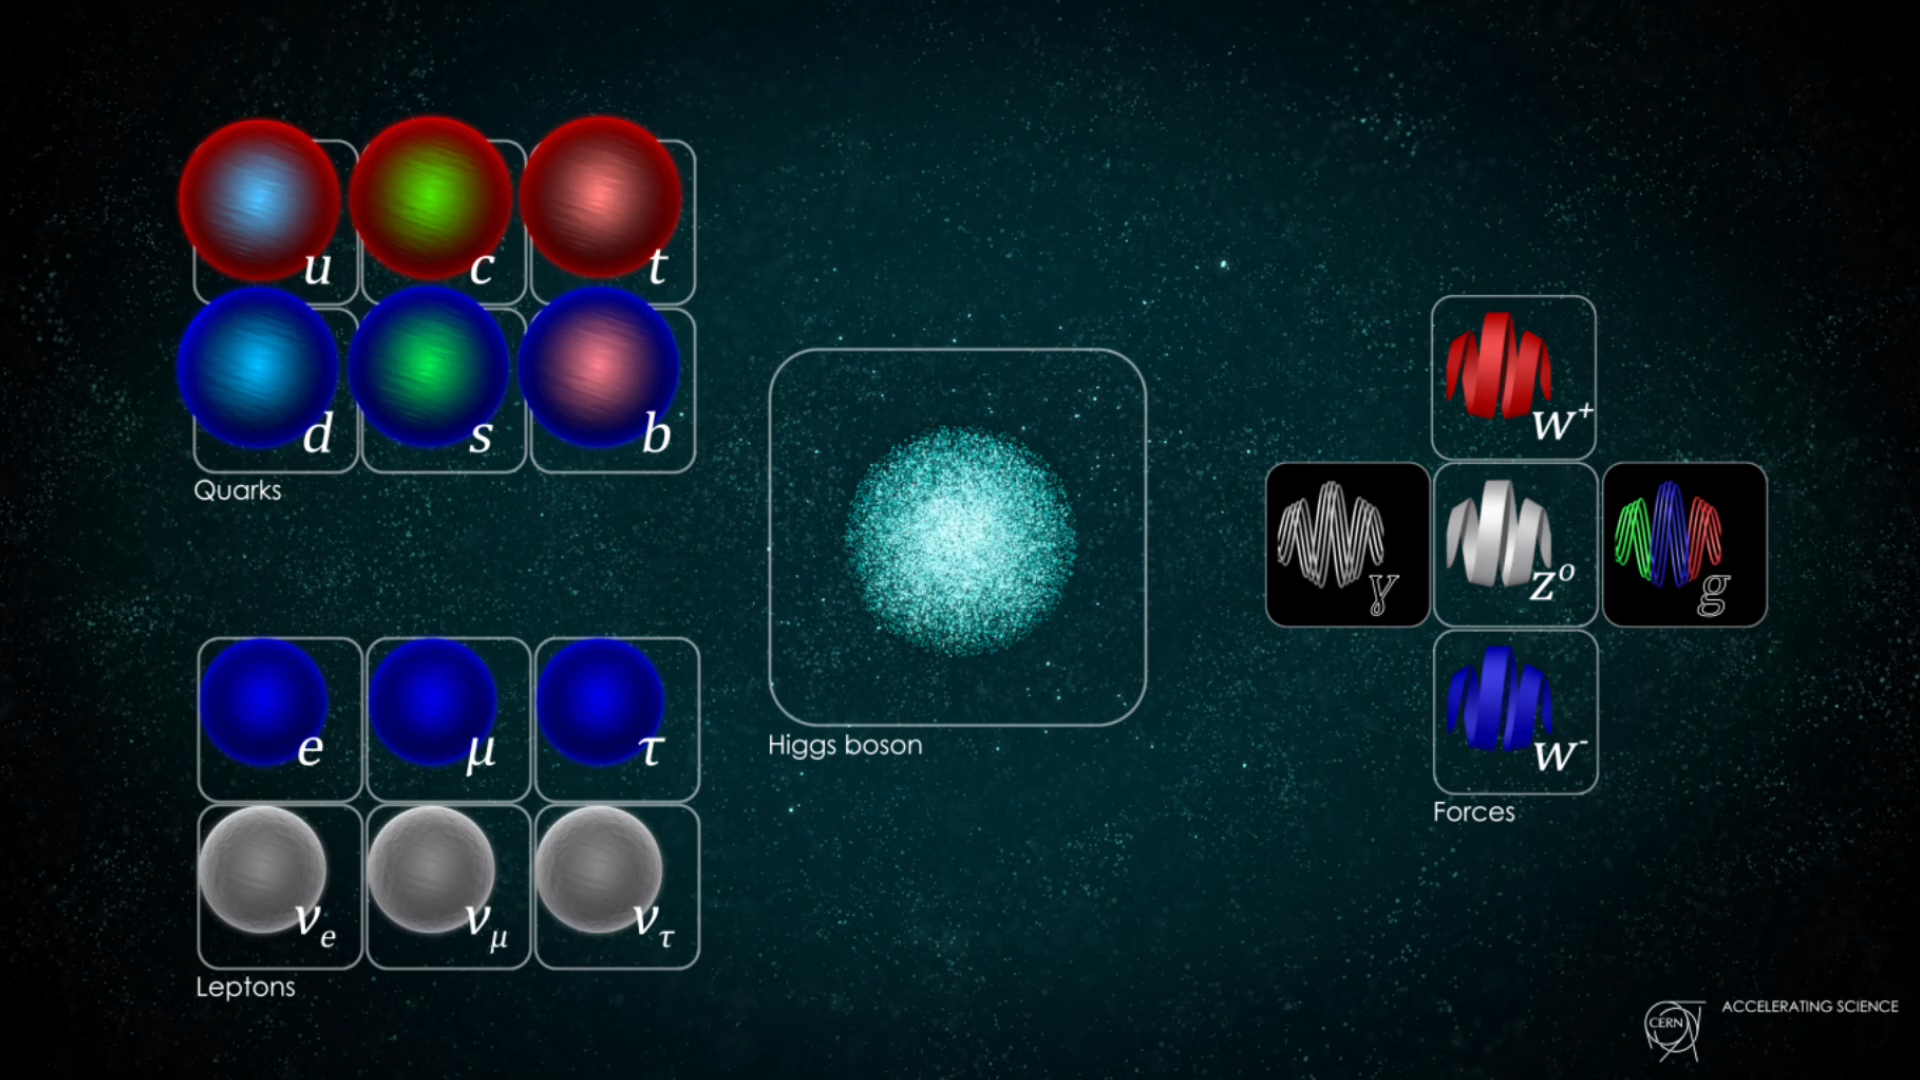 u c t
d s b
Quarks
e μ τ
νe νμ ντ
Leptons
Higgs boson
W+
γ Z0 g
W-
Forces
CERN
ACCELERATING SCIENCE